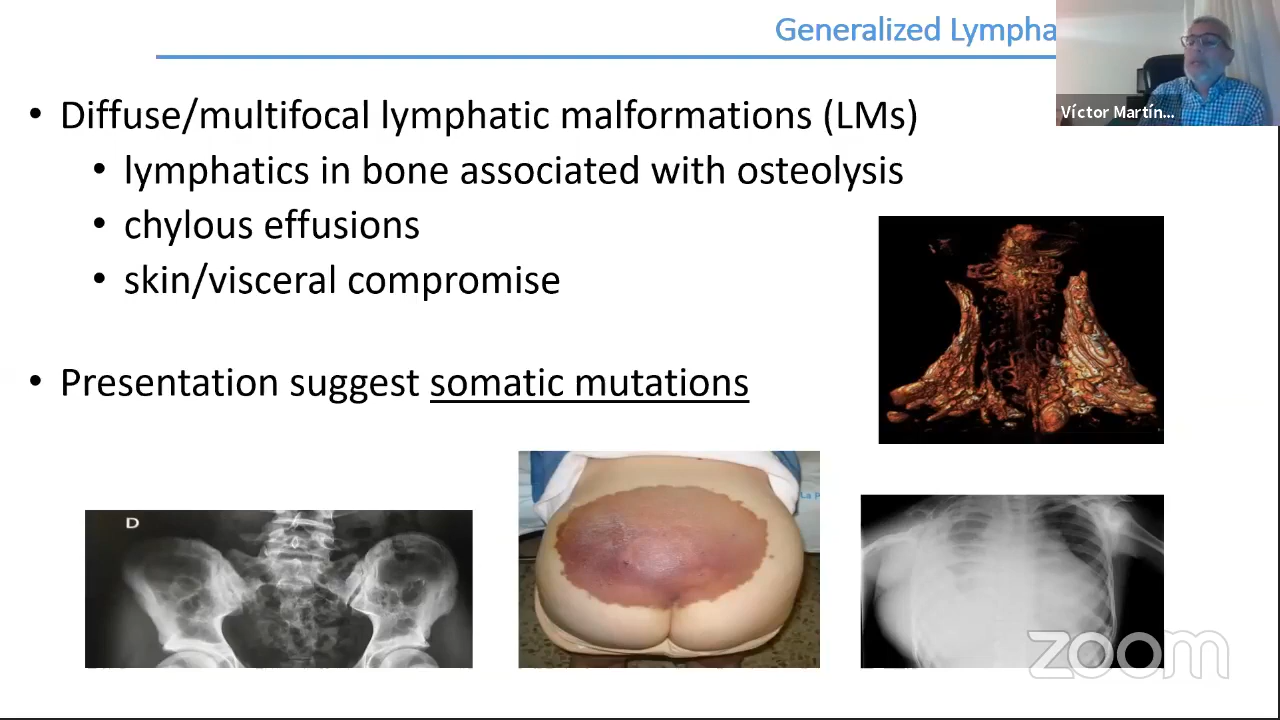 Generalized Lympha
Víctor Martín...
• Diffuse/multifocal lymphatic malformations (LMs)
• lymphatics in bone associated with osteolysis
• chylous effusions
• skin/visceral compromise
• Presentation suggest somatic mutations
La P
D
zoom